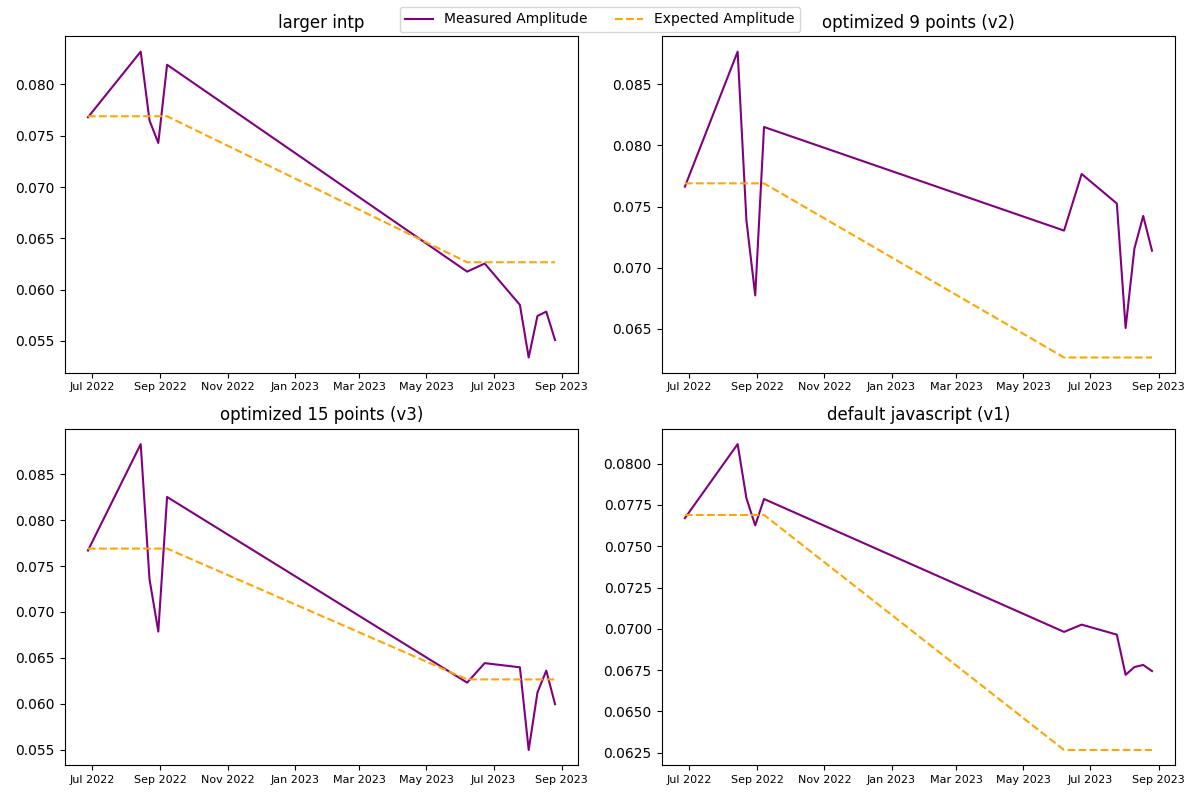 Measured Amplitude Expected Amplitude
larger intp
0.080
0.075
0.070
0.065
0.060
0.055
Jul 2022 Sep 2022 Nov 2022 Jan 2023 Mar 2023 May 2023 Jul 2023 Sep 2023
optimized 9 points (v2)
0.085
0.080
0.075
0.070
0.065
Jul 2022 Sep 2022 Nov 2022 Jan 2023 Mar 2023 May 2023 Jul 2023 Sep 2023
optimized 15 points (v3)
0.085
0.080
0.075
0.070
0.065
0.060
0.055
Jul 2022 Sep 2022 Nov 2022 Jan 2023 Mar 2023 May 2023 Jul 2023 Sep 2023
default javascript (v1)
0.0800
0.0775
0.0750
0.0725
0.0700
0.0675
0.0650
0.0625
Jul 2022 Sep 2022 Nov 2022 Jan 2023 Mar 2023 May 2023 Jul 2023 Sep 2023